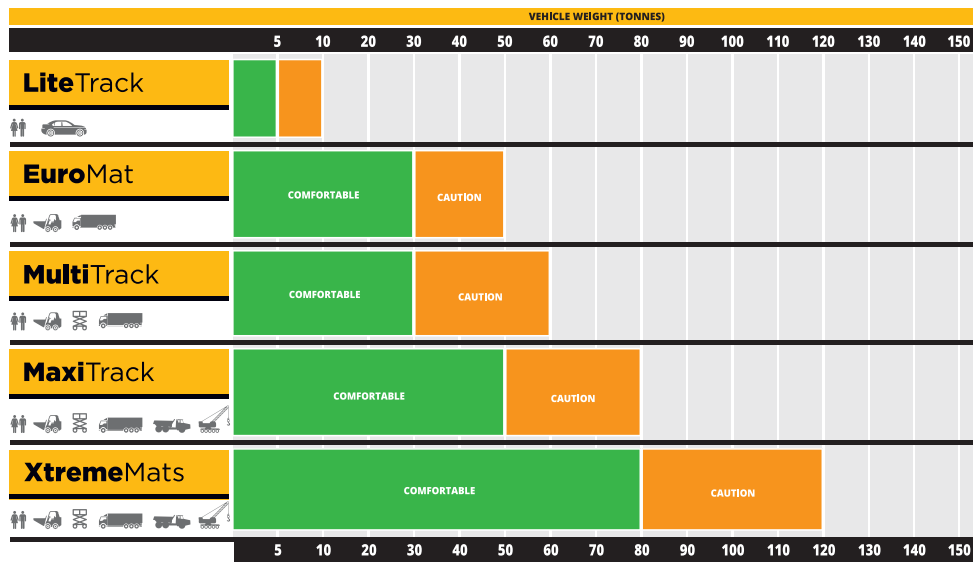 VEHICLE WEIGHT (TONNES)
5 10 20 30 40 50 60 70 80 90 100 110 120 130 140 150
LiteTrack
EuroMat
COMFORTABLE CAUTION
MultiTrack
COMFORTABLE CAUTION
MaxiTrack
COMFORTABLE CAUTION
XtremeMats
COMFORTABLE CAUTION
5 10 20 30 40 50 60 70 80 90 100 110 120 130 140 150